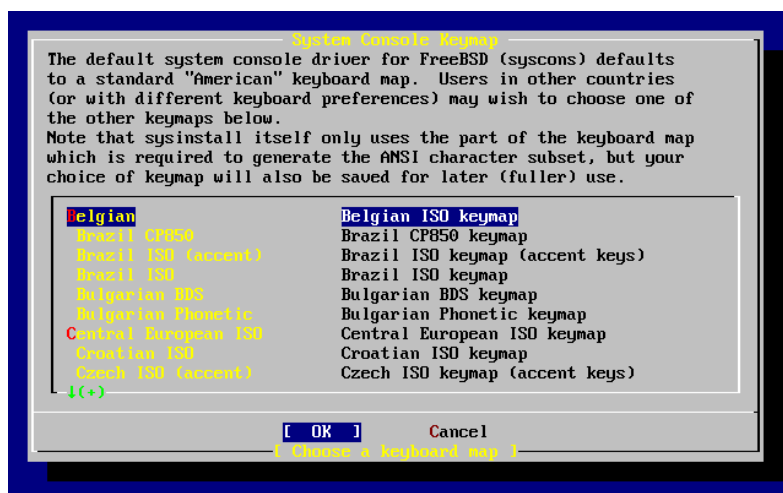 System Console Keymap
The default system console driver for FreeBSD (syscons) defaults
to a standard "American" keyboard map.  Users in other countries
(or with different keyboard preferences) may wish to choose one of
the other keymaps below.
Note that sysinstall itself only uses the part of the keyboard map
which is required to generate the ANSI character subset, but your
choice of keymap will also be saved for later (fuller) use.
Belgian Belgian ISO keymap
Brazil CP850 Brazil CP850 keymap
Brazil ISO (accent) Brazil ISO keymap (accent keys)
Brazil ISO Brazil ISO keymap
Bulgarian BDS Bulgarian BDS keymap
Bulgarian Phonetic Bulgarian Phonetic keymap
Central European ISO Central European ISO keymap
Croatian ISO Croatian ISO keymap
Czech ISO (accent) Czech ISO keymap (accent keys)
↓(+)
[ OK ] Cancel
[ Choose a keyboard map ]